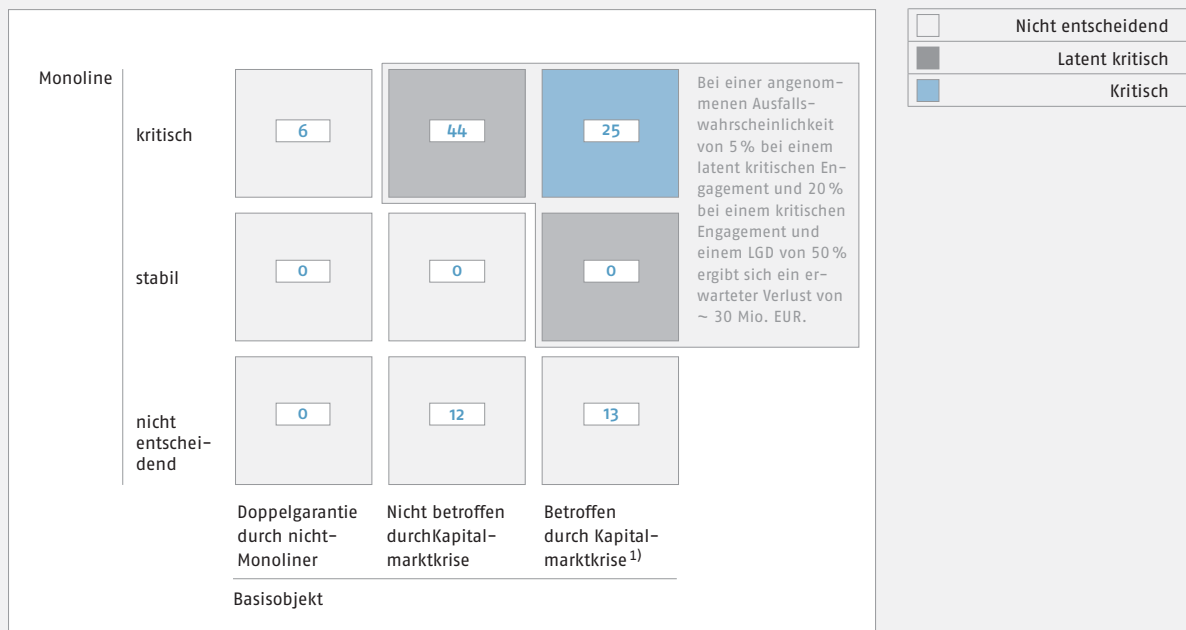 Nicht entscheidend
Latent kritisch
Kritisch
Monoline
kritisch
6
44
25
Bei einer angenom-
menen Ausfalls-
wahrscheinlichkeit
von 5 % bei einem
latent kritischen En-
gagement und 20 %
bei einem kritischen
Engagement und
einem LGD von 50 %
ergibt sich ein er-
warteter Verlust von
~ 30 Mio. EUR.
stabil
0
0
0
nicht
entschei-
dend
0
12
13
Doppelgarantie
durch nicht-
Monoliner
Nicht betroffen
durchKapital-
marktkrise
Betroffen
durch Kapital-
marktkrise 1)
Basisobjekt